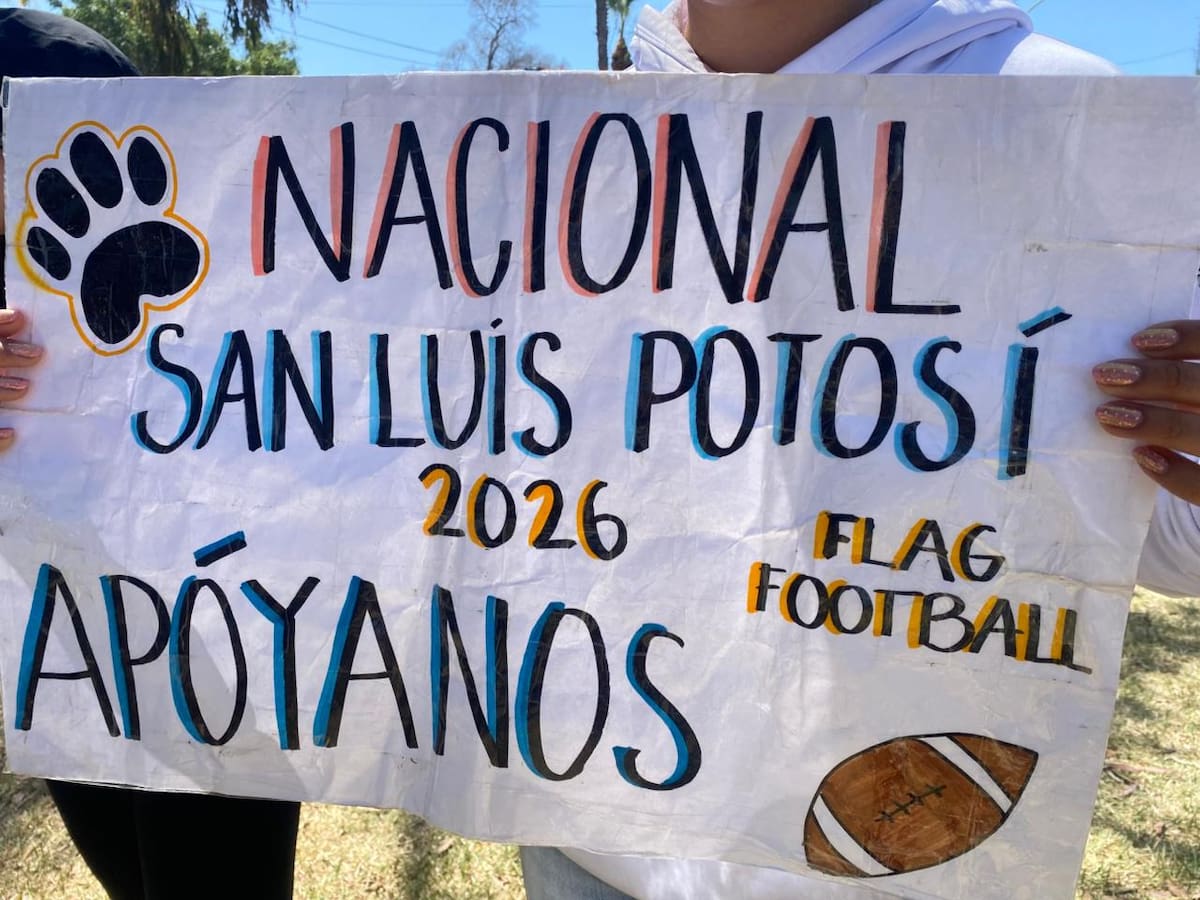 NACIONAL
SAN LUIS POTOSÍ
2026
FLAG
FOOTBALL
APÓYANOS